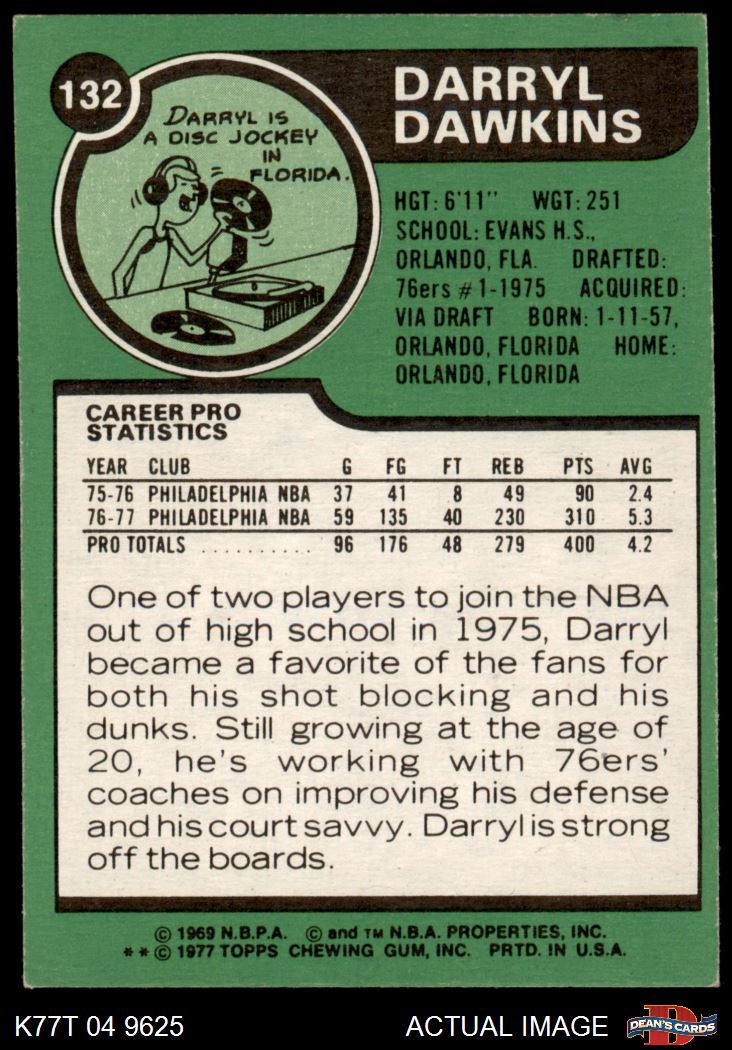 132
DARRYL IS
A DISC JOCKEY
IN
FLORIDA.
DARRYL
DAWKINS
HGT: 6'11" WGT: 251
SCHOOL: EVANS H.S.,
ORLANDO, FLA. DRAFTED:
76ers #1-1975 ACQUIRED:
VIA DRAFT BORN: 1-11-57,
ORLANDO, FLORIDA HOME:
ORLANDO, FLORIDA
CAREER PRO
STATISTICS
YEAR CLUB G FG FT REB PTS AVG
75-76 PHILADELPHIA NBA 37 41 8 49 90 2.4
76-77 PHILADELPHIA NBA 59 135 40 230 310 5.3
PRO TOTALS .......... 96 176 48 279 400 4.2
One of two players to join the NBA
out of high school in 1975, Darryl
became a favorite of the fans for
both his shot blocking and his
dunks. Still growing at the age of
20, he's working with 76ers'
coaches on improving his defense
and his court savvy. Darryl is strong
off the boards.
© 1969 N.B.P.A. © and TM N.B.A. PROPERTIES, INC.
**© 1977 TOPPS CHEWING GUM, INC. PRTD. IN U.S.A.
K77T 04 9625 ACTUAL IMAGE
D
DEAN'S CARDS